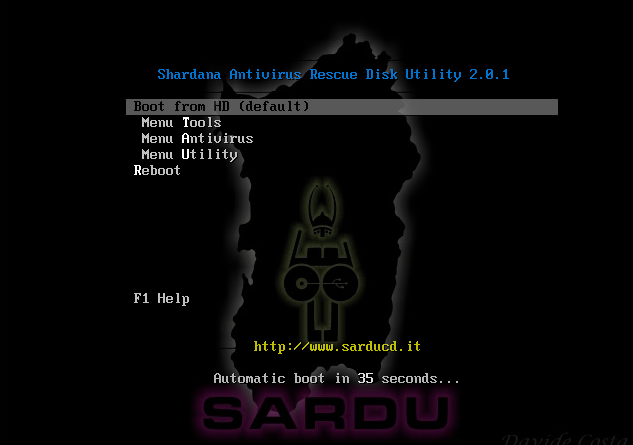 Shardana Antivirus Rescue Disk Utility 2.0.1
Boot from HD (default)
Menu Tools
Menu Antivirus
Menu Utility
Reboot
F1 Help
http://www.sarducd.it
Automatic boot in 35 seconds...
SARDU
Davide Costa